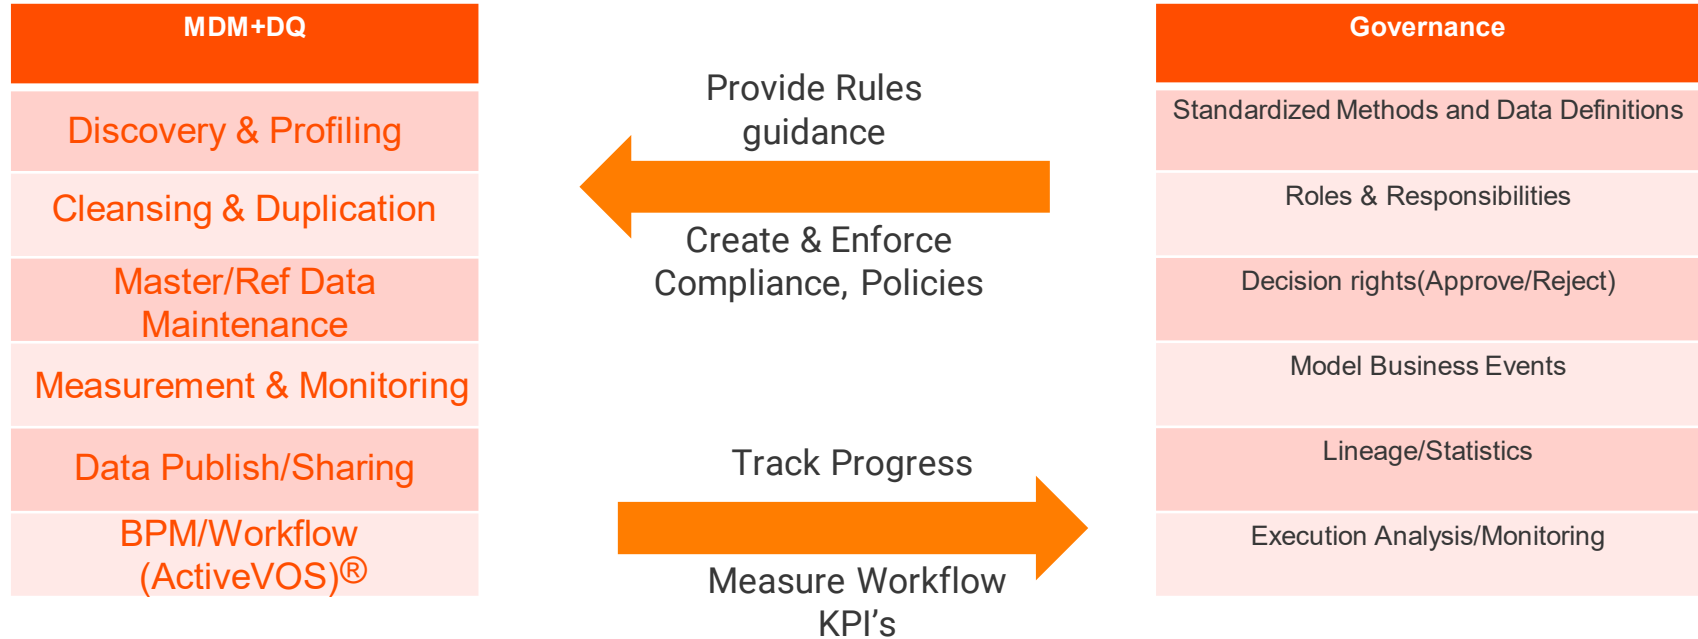 MDM+DQ
Discovery & Profiling
Cleansing & Duplication
Master/Ref Data
Maintenance
Measurement & Monitoring
Data Publish/Sharing
BPM/Workflow
(ActiveVOS)®
Provide Rules
guidance
Create & Enforce
Compliance, Policies
Track Progress
Measure Workflow
KPI’s
Governance
Standardized Methods and Data Definitions
Roles & Responsibilities
Decision rights(Approve/Reject)
Model Business Events
Lineage/Statistics
Execution Analysis/Monitoring